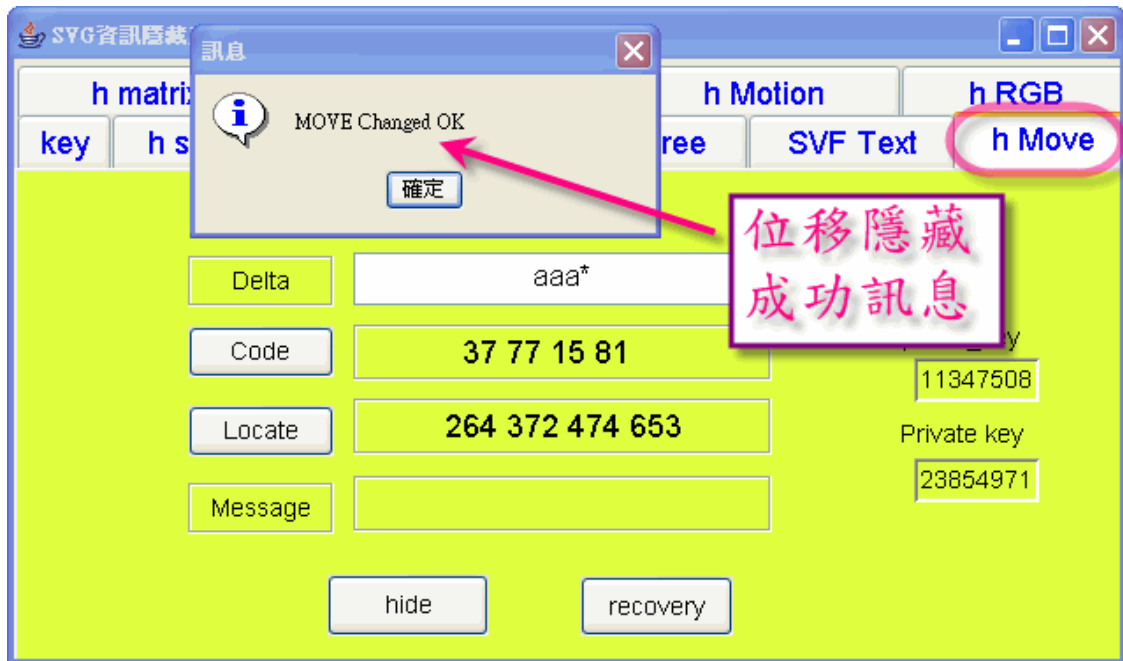 SVG資訊隱藏
訊息
MOVE Changed OK
確定
h Motion
h RGB
key
SVF Text
h Move
位移隱藏
成功訊息
Delta
aaa*
Code
37 77 15 81
11347508
Locate
264 372 474 653
Private key
23854971
Message
hide
recovery